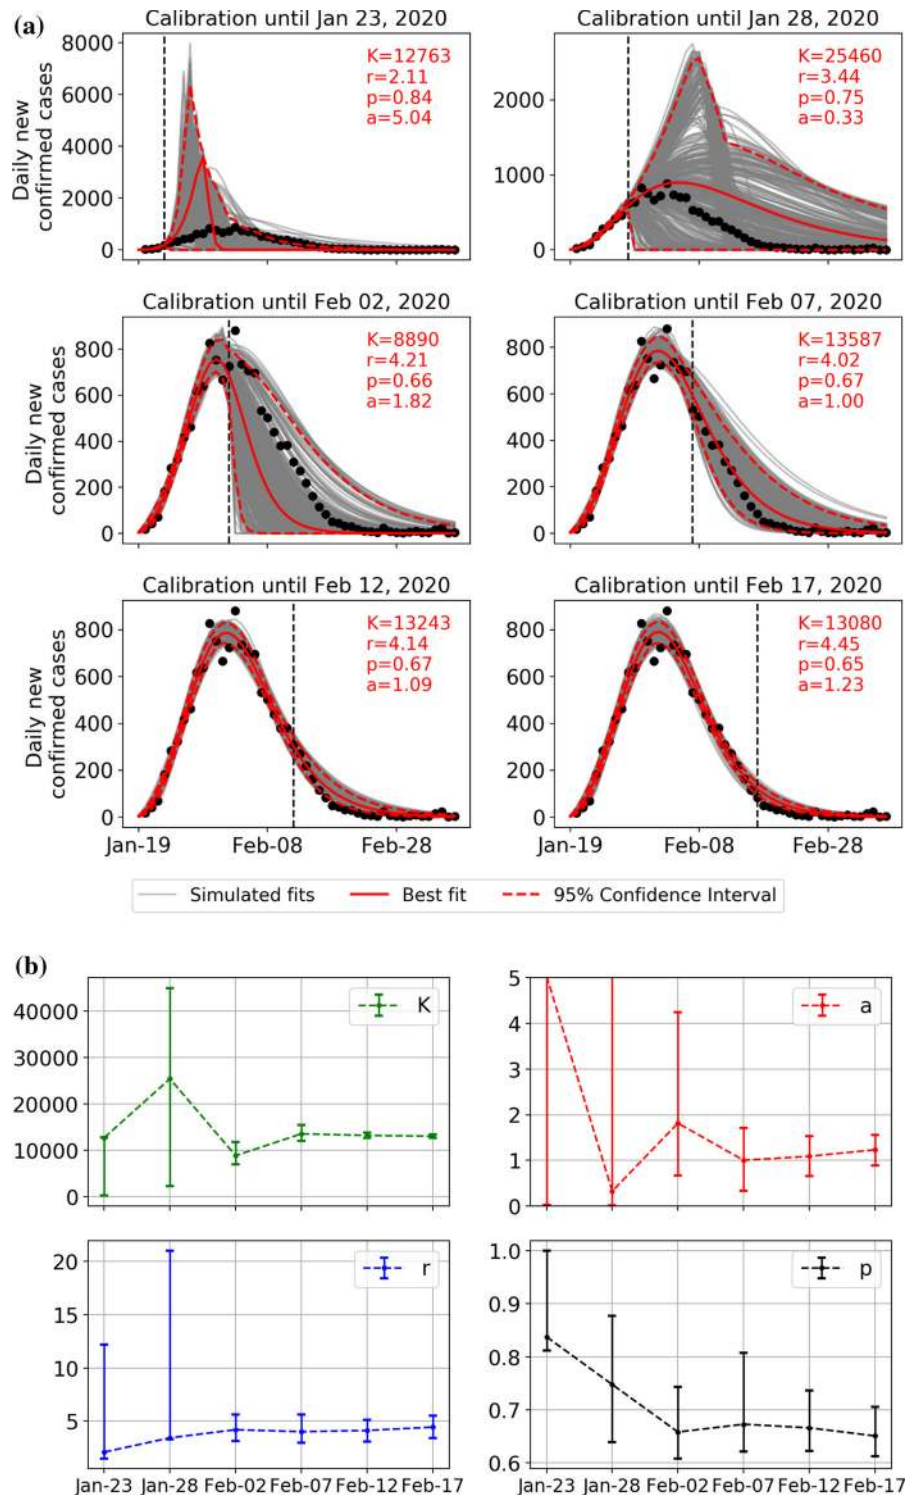 (a)
Calibration until Jan 23, 2020
Calibration until Jan 28, 2020
Daily new
confirmed cases
8000
6000
4000
2000
0
K=12763
r=2.11
p=0.84
a=5.04
2000
1000
0
K=25460
r=3.44
p=0.75
a=0.33
Calibration until Feb 02, 2020
Calibration until Feb 07, 2020
Daily new
confirmed cases
800
600
400
200
0
K=8890
r=4.21
p=0.66
a=1.82
800
600
400
200
0
K=13587
r=4.02
p=0.67
a=1.00
Calibration until Feb 12, 2020
Calibration until Feb 17, 2020
Daily new
confirmed cases
800
600
400
200
0
K=13243
r=4.14
p=0.67
a=1.09
800
600
400
200
0
K=13080
r=4.45
p=0.65
a=1.23
Jan-19 Feb-08 Feb-28
Jan-19 Feb-08 Feb-28
Simulated fits Best fit 95% Confidence Interval
(b)
40000
30000
20000
10000
0
K
5
4
3
2
1
0
a
20
15
10
5
r
1.0
0.9
0.8
0.7
0.6
p
Jan-23 Jan-28 Feb-02 Feb-07 Feb-12 Feb-17
Jan-23 Jan-28 Feb-02 Feb-07 Feb-12 Feb-17